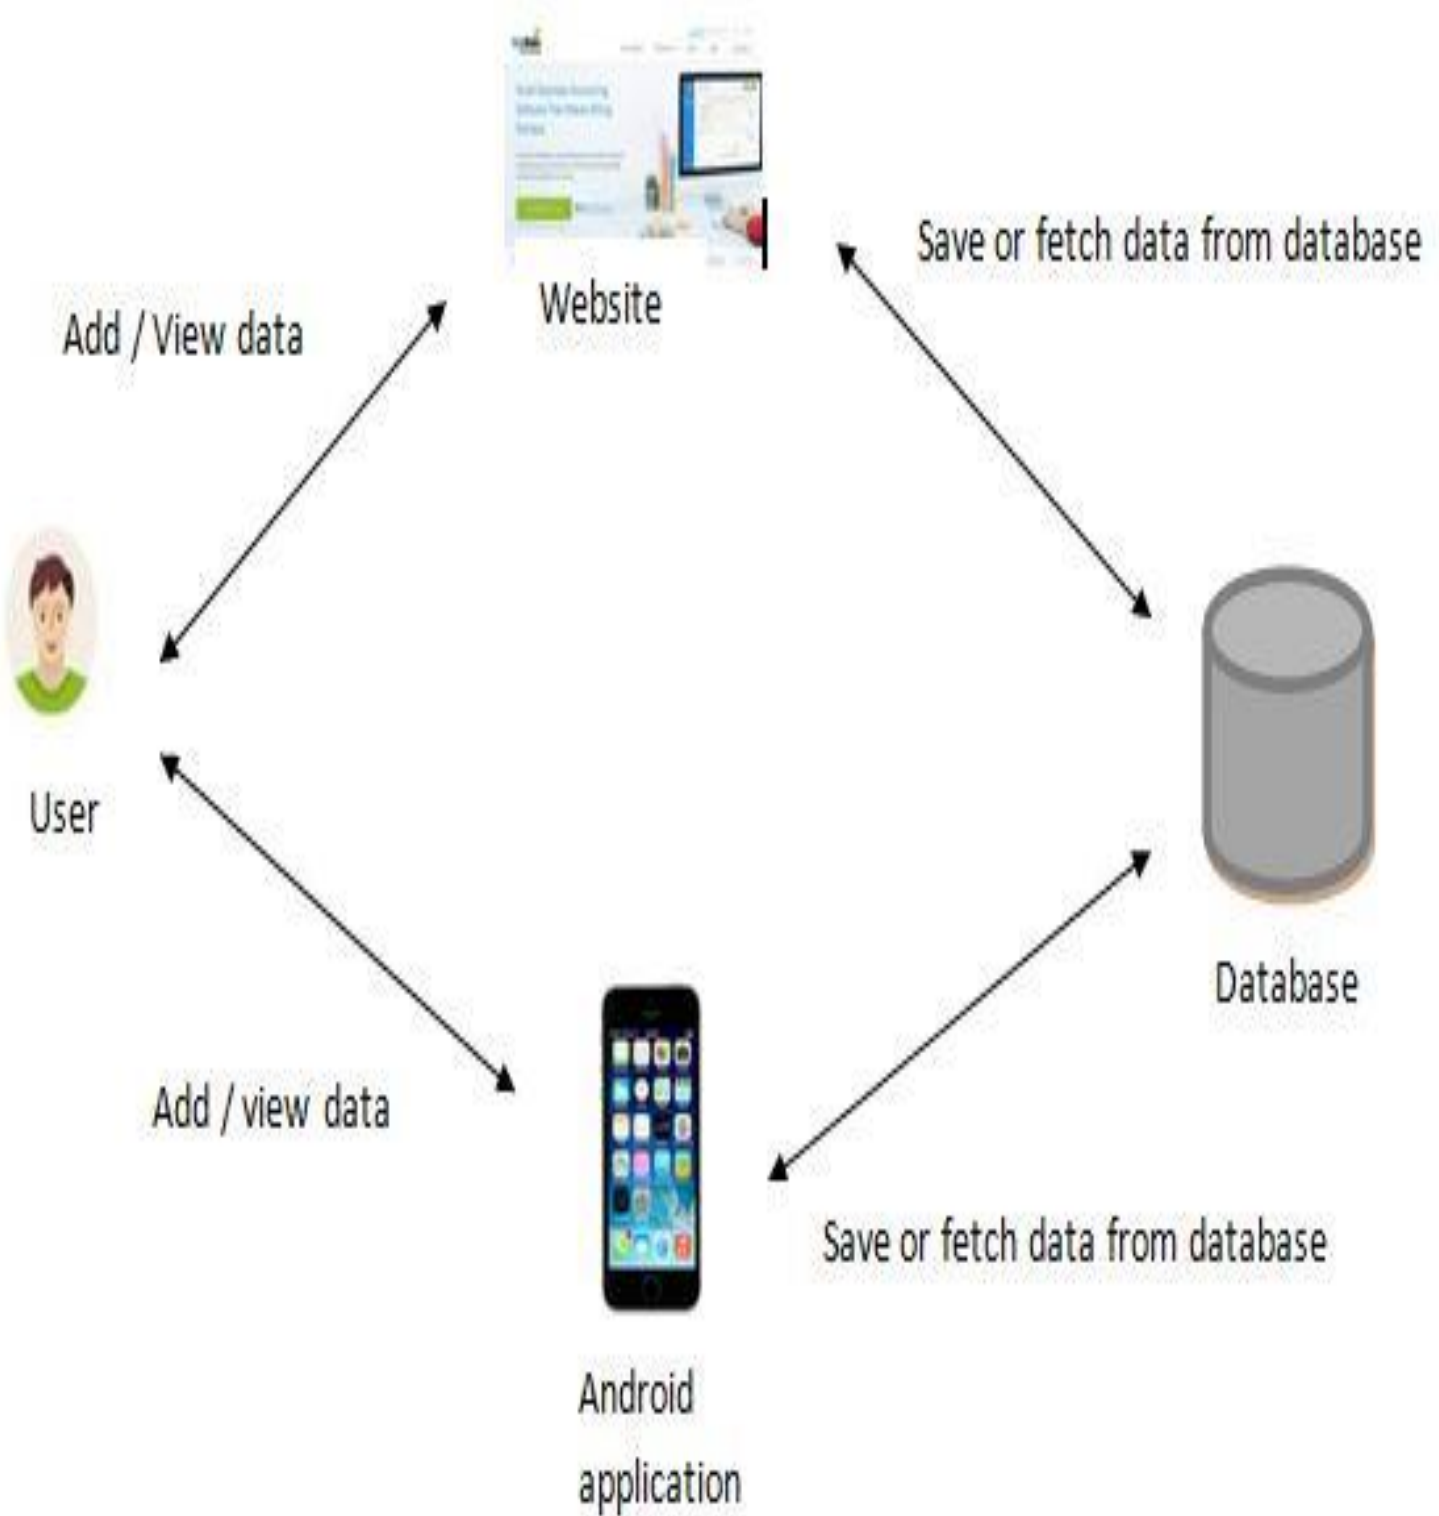 Save or fetch data from database
Website
Add / View data
User
Database
Add / view data
Save or fetch data from database
Android
application